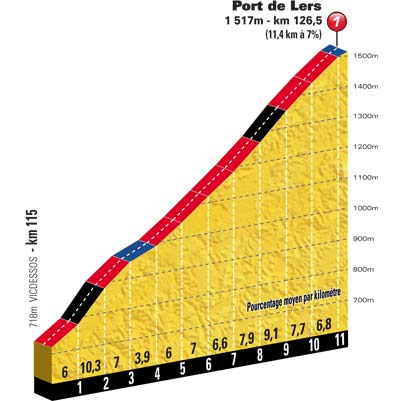 Port de Lers
1 517m - km 126,5
(11,4 km à 7%)
1
1500m
1400m
1300m
1200m
1100m
1000m
900m
800m
700m
718m VICDESSOS - km 115
Pourcentage moyen par kilomètre
6 10,3 7 3,9 6 7 6,6 7,9 9,1 7,7 6,8
1 2 3 4 5 6 7 8 9 10 11